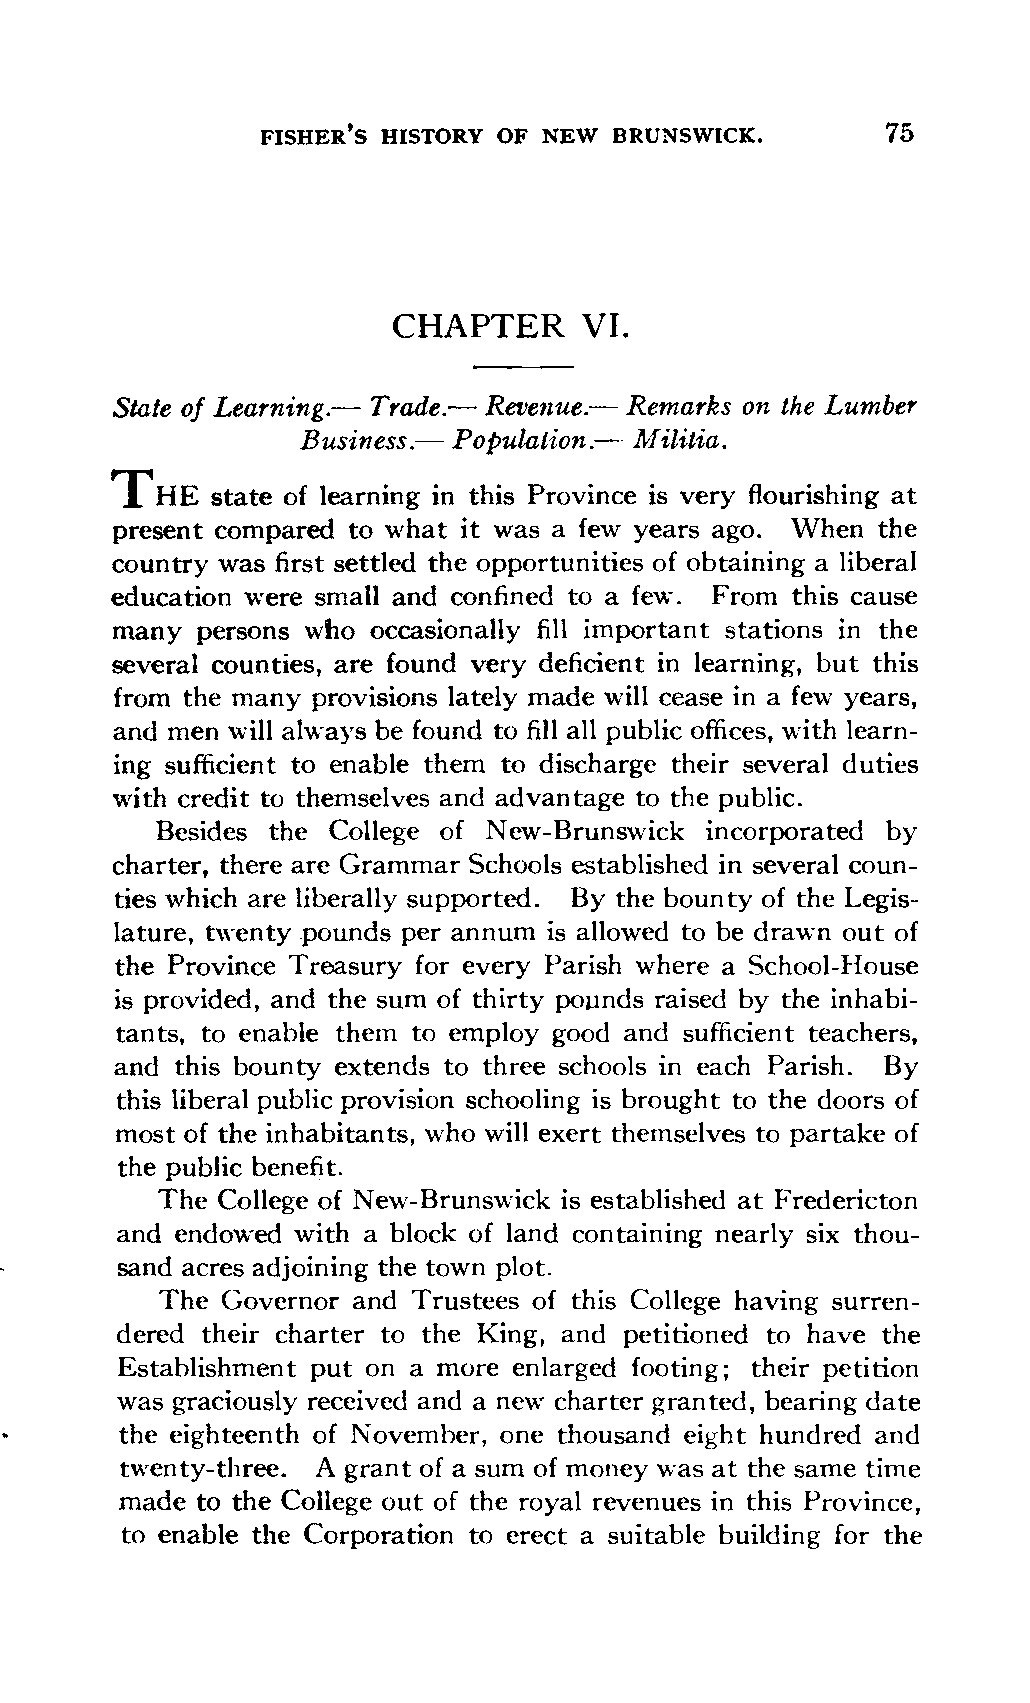 FISHER'S HISTORY OF NEW BRUNSWICK. 75
CHAPTER VI.
State of Learning.— Trade.— Revenue.— Remarks on the Lumber
Business.— Population.— Militia.
THE state of learning in this Province is very flourishing at
present compared to what it was a few years ago. When the
country was first settled the opportunities of obtaining a liberal
education were small and confined to a few. From this cause
many persons who occasionally fill important stations in the
several counties, are found very deficient in learning, but this
from the many provisions lately made will cease in a few years,
and men will always be found to fill all public offices, with learn-
ing sufficient to enable them to discharge their several duties
with credit to themselves and advantage to the public.
Besides the College of New-Brunswick incorporated by
charter, there are Grammar Schools established in several coun-
ties which are liberally supported. By the bounty of the Legis-
lature, twenty pounds per annum is allowed to be drawn out of
the Province Treasury for every Parish where a School-House
is provided, and the sum of thirty pounds raised by the inhabi-
tants, to enable them to employ good and sufficient teachers,
and this bounty extends to three schools in each Parish. By
this liberal public provision schooling is brought to the doors of
most of the inhabitants, who will exert themselves to partake of
the public benefit.
The College of New-Brunswick is established at Fredericton
and endowed with a block of land containing nearly six thou-
sand acres adjoining the town plot.
The Governor and Trustees of this College having surren-
dered their charter to the King, and petitioned to have the
Establishment put on a more enlarged footing; their petition
was graciously received and a new charter granted, bearing date
the eighteenth of November, one thousand eight hundred and
twenty-three. A grant of a sum of money was at the same time
made to the College out of the royal revenues in this Province,
to enable the Corporation to erect a suitable building for the